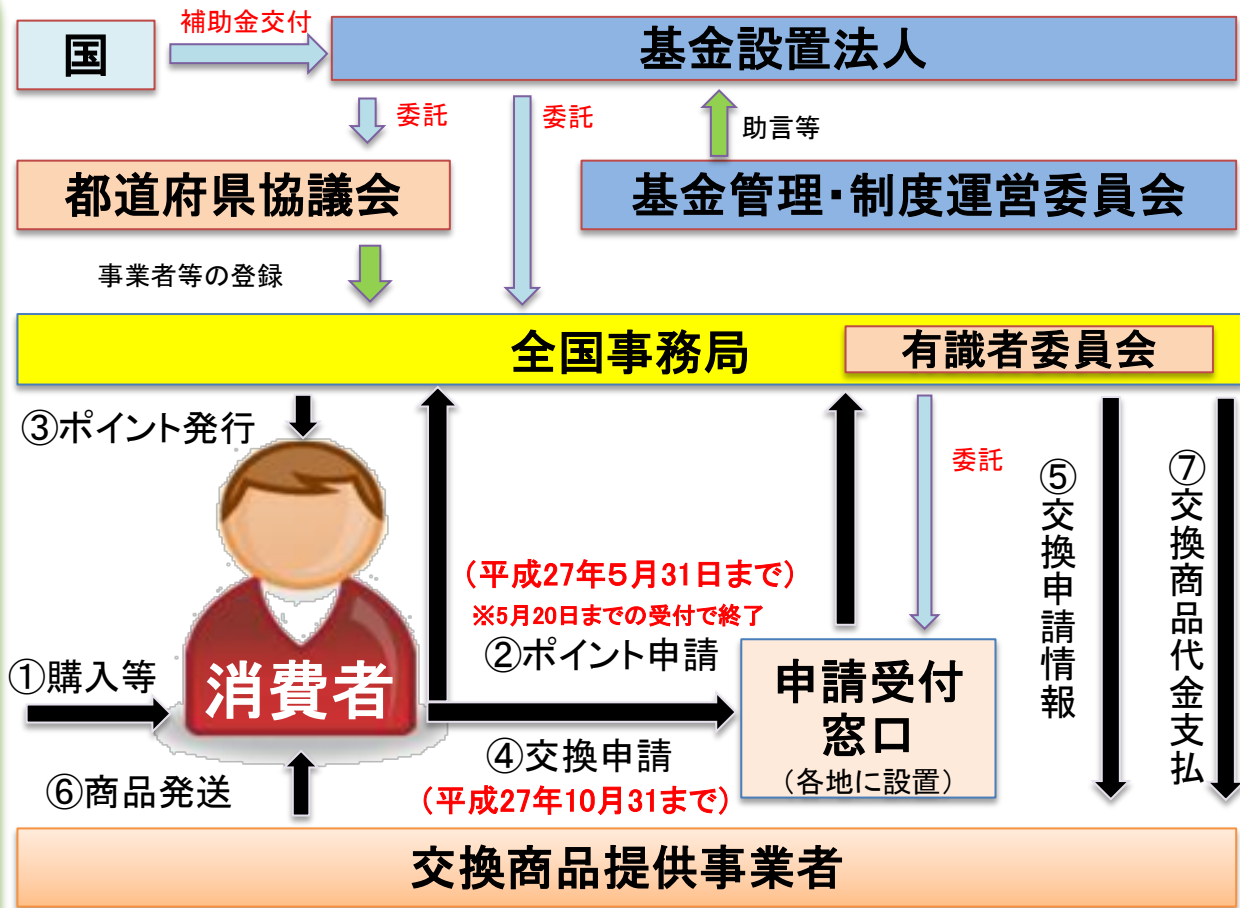 国
補助金交付
基金設置法人
委託
委託
助言等
都道府県協議会
基金管理・制度運営委員会
事業者等の登録
全国事務局
有識者委員会
③ポイント発行
委託
⑤交換申請情報
⑦交換商品代金支払
(平成27年5月31日まで)
※5月20日までの受付で終了
②ポイント申請
①購入等
消費者
申請受付
窓口
(各地に設置)
④交換申請
(平成27年10月31まで)
⑥商品発送
交換商品提供事業者